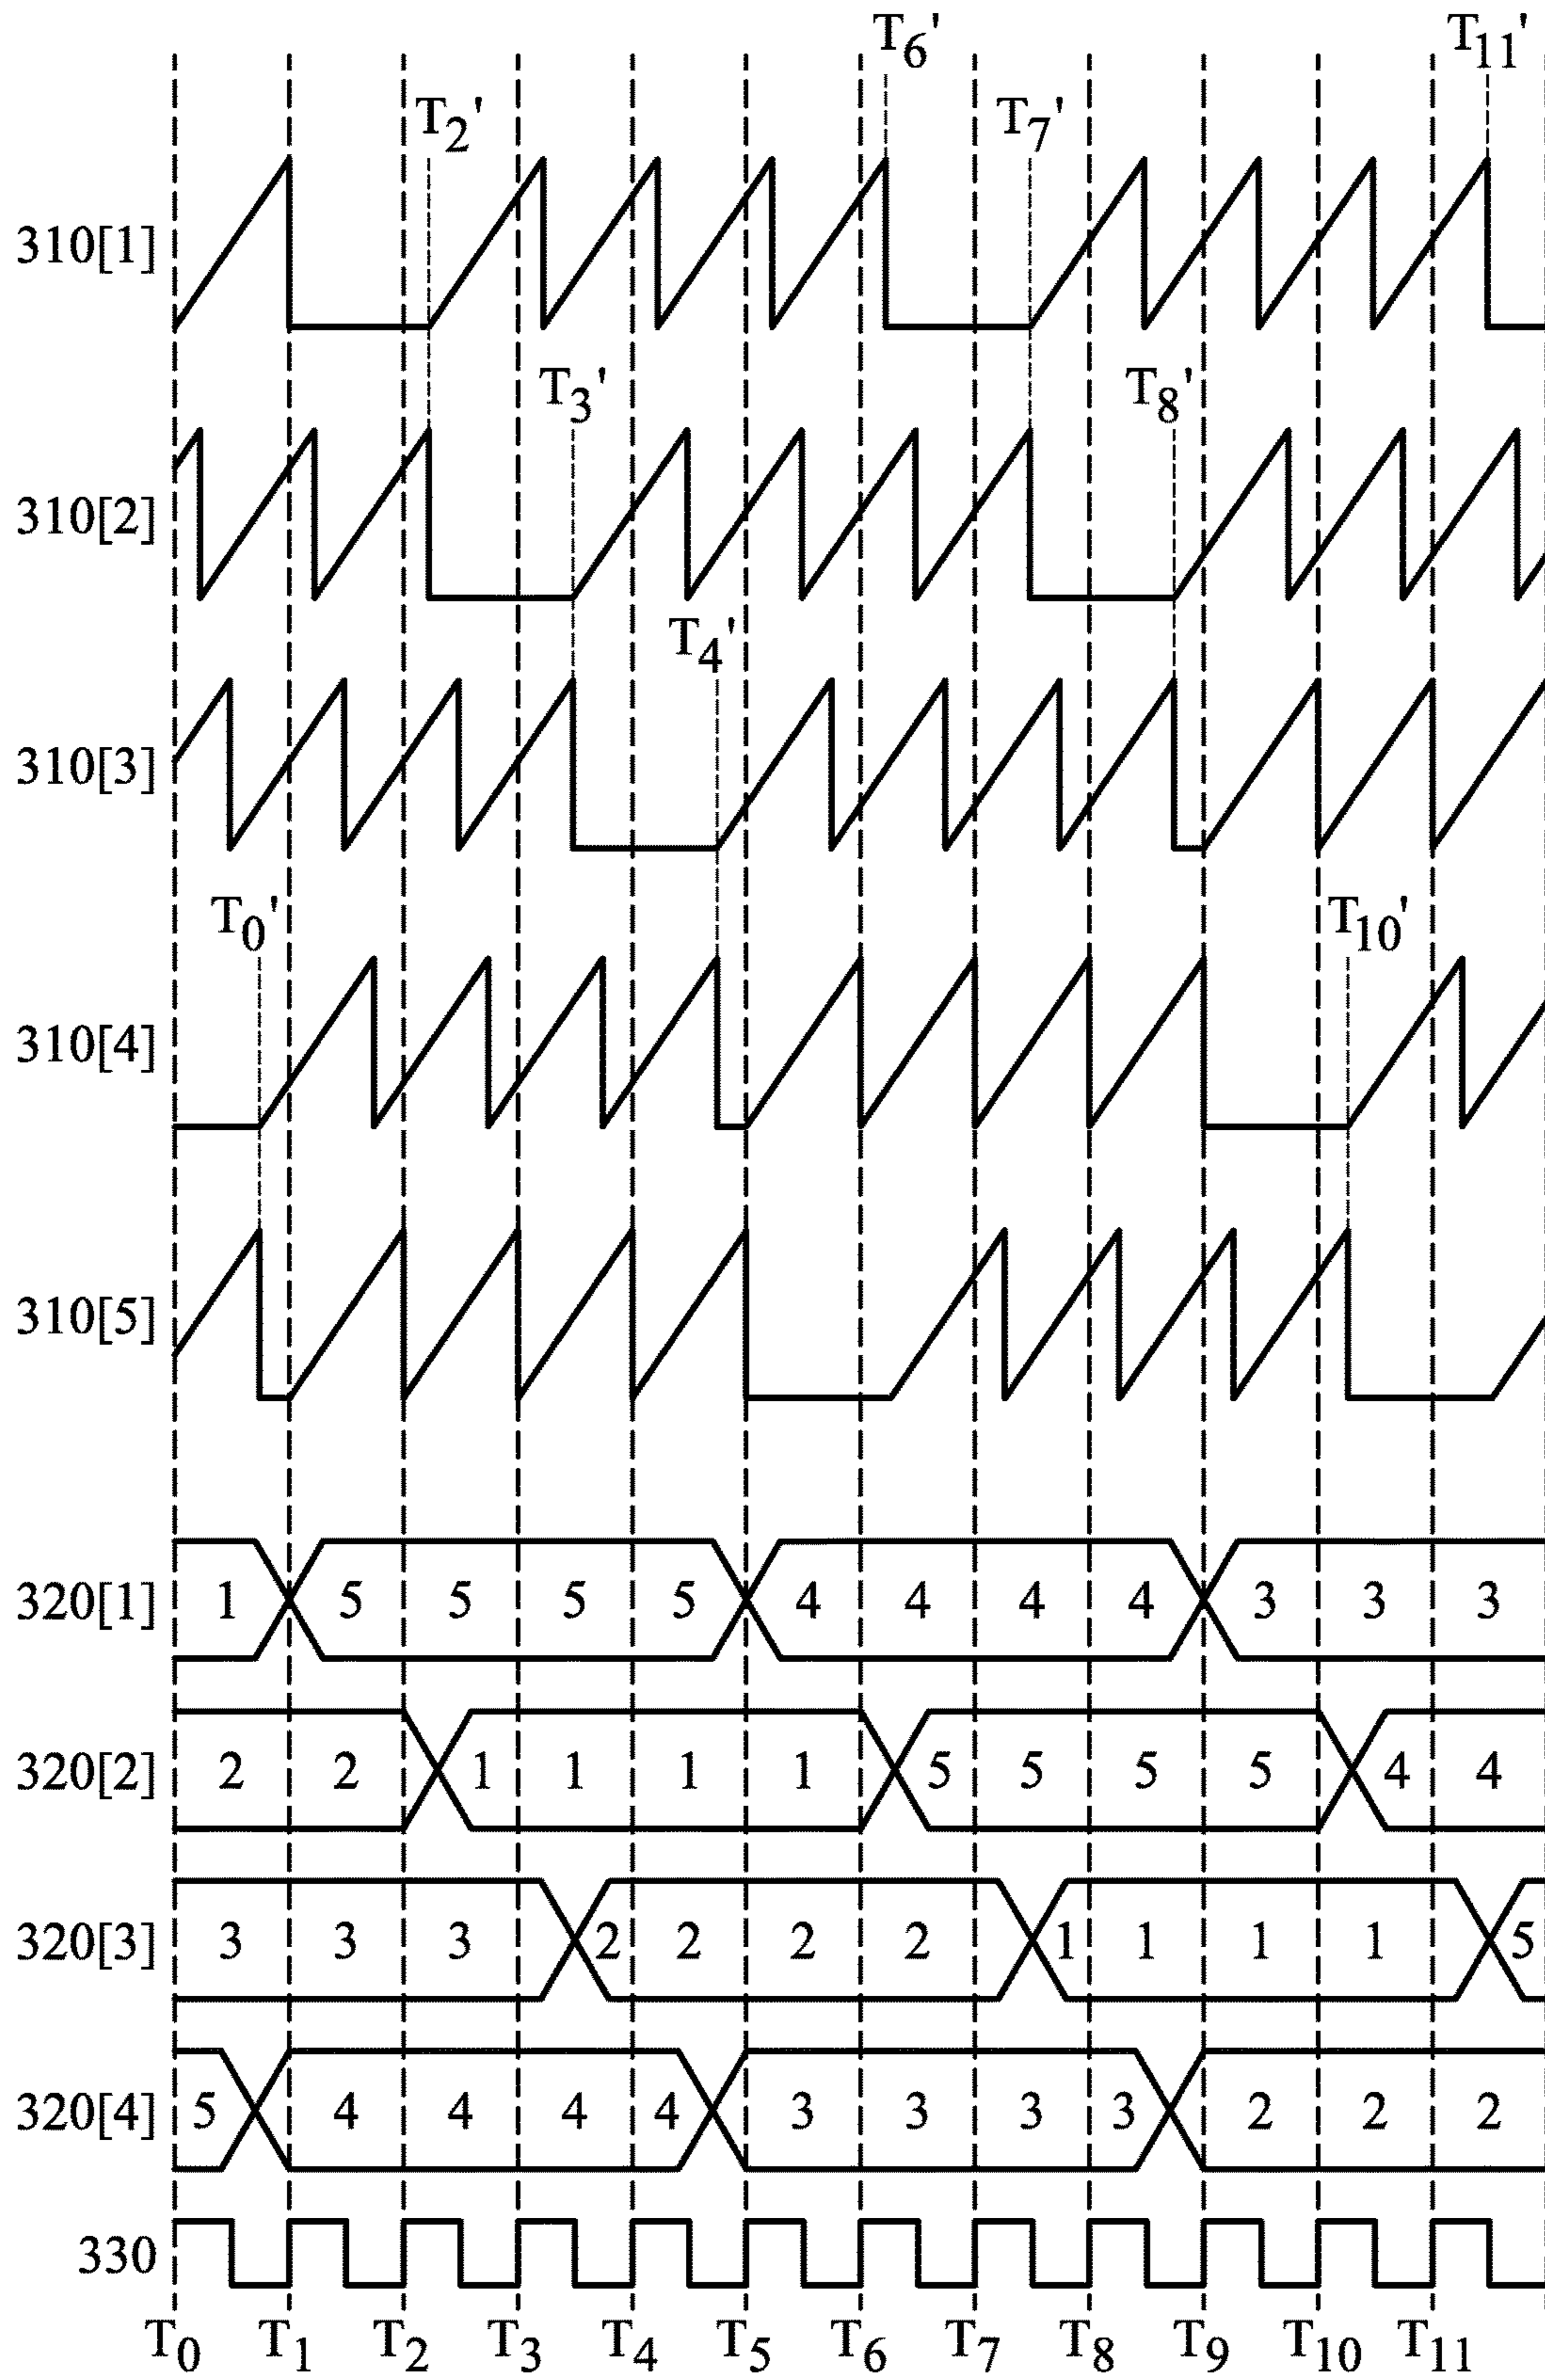 T6' T11'
T2' T7'
310[1]
T3' T8'
310[2]
T4'
310[3]
T0' T10'
310[4]
310[5]
320[1] 1 5 5 5 5 4 4 4 4 3 3 3
320[2] 2 2 1 1 1 1 5 5 5 5 4 4
320[3] 3 3 3 2 2 2 2 1 1 1 1 5
320[4] 5 4 4 4 4 3 3 3 3 2 2 2
330
T0 T1 T2 T3 T4 T5 T6 T7 T8 T9 T10 T11